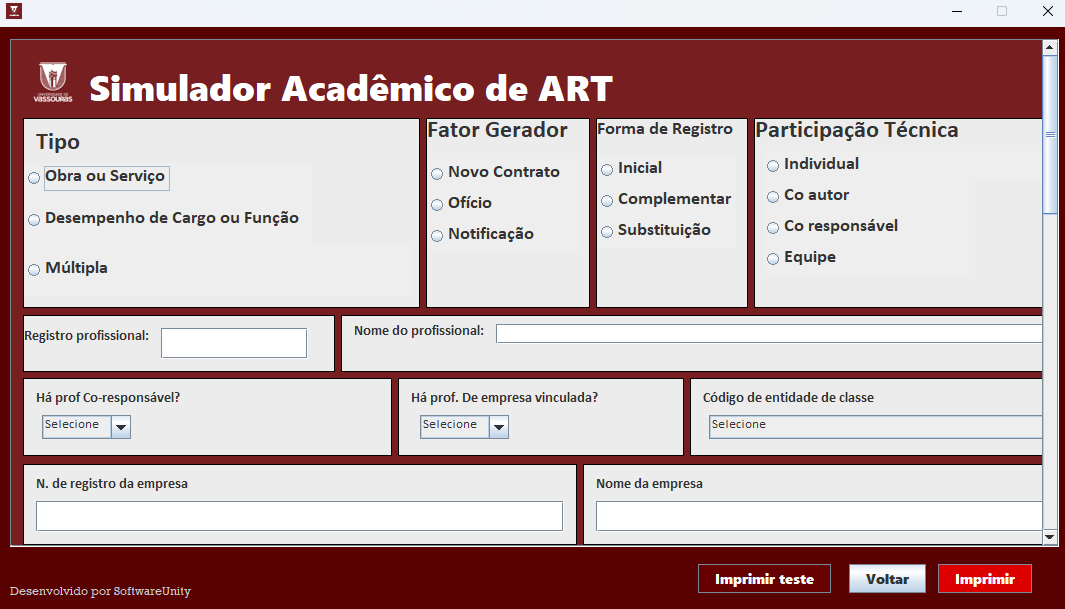 UNIVERSIDADE DE
VASSOURAS
Simulador Acadêmico de ART
Tipo
Obra ou Serviço
Desempenho de Cargo ou Função
Múltipla
Fator Gerador
Novo Contrato
Ofício
Notificação
Forma de Registro
Inicial
Complementar
Substituição
Participação Técnica
Individual
Co autor
Co responsável
Equipe
Registro profissional:
Nome do profissional:
Há prof Co-responsável?
Selecione
Há prof. De empresa vinculada?
Selecione
Código de entidade de classe
Selecione
N. de registro da empresa
Nome da empresa
Imprimir teste
Voltar
Imprimir
Desenvolvido por SoftwareUnity